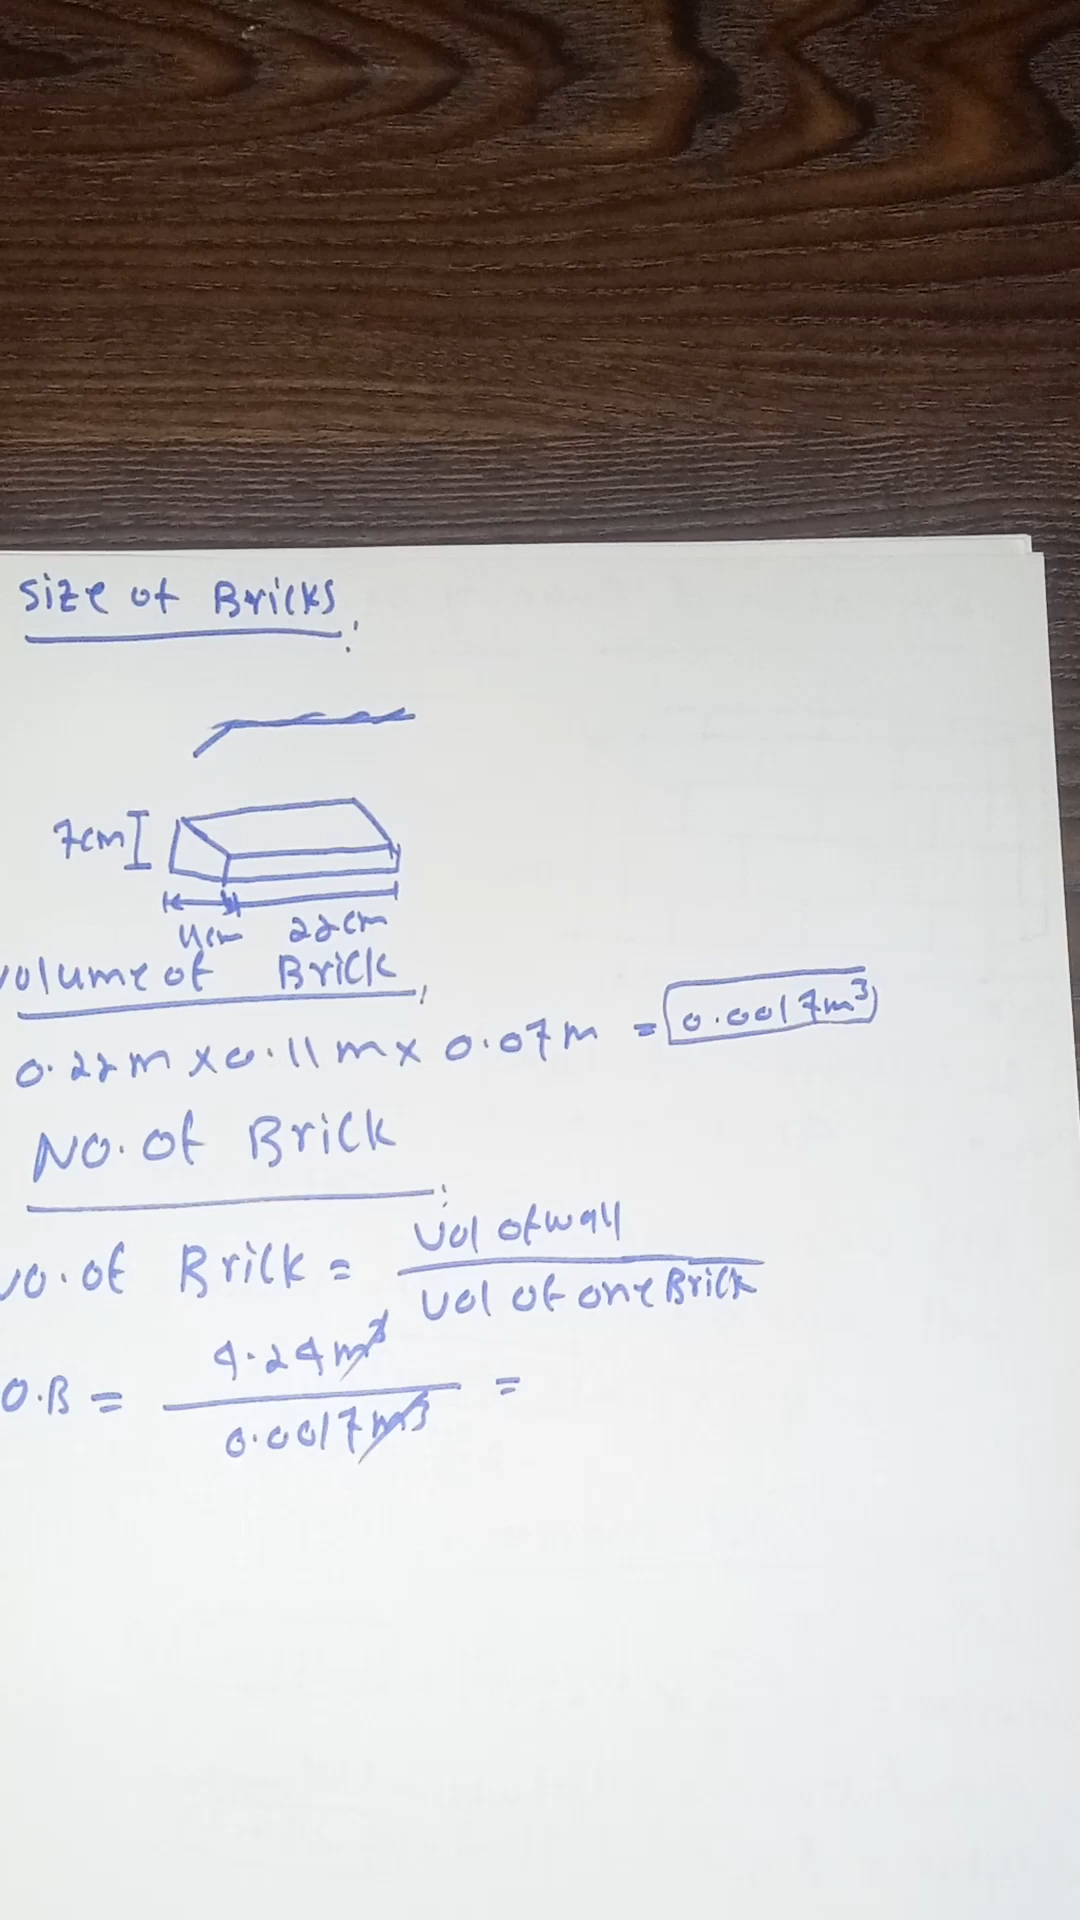 Size of Bricks:
7cm
11cm 22cm
volume of Brick,
0.22m x 0.11m x 0.07m = 0.0017m³
No. of Brick:
No. of Brick = Vol of wall
Vol of one Brick
O.B = 4.24m³
0.0017m³ =